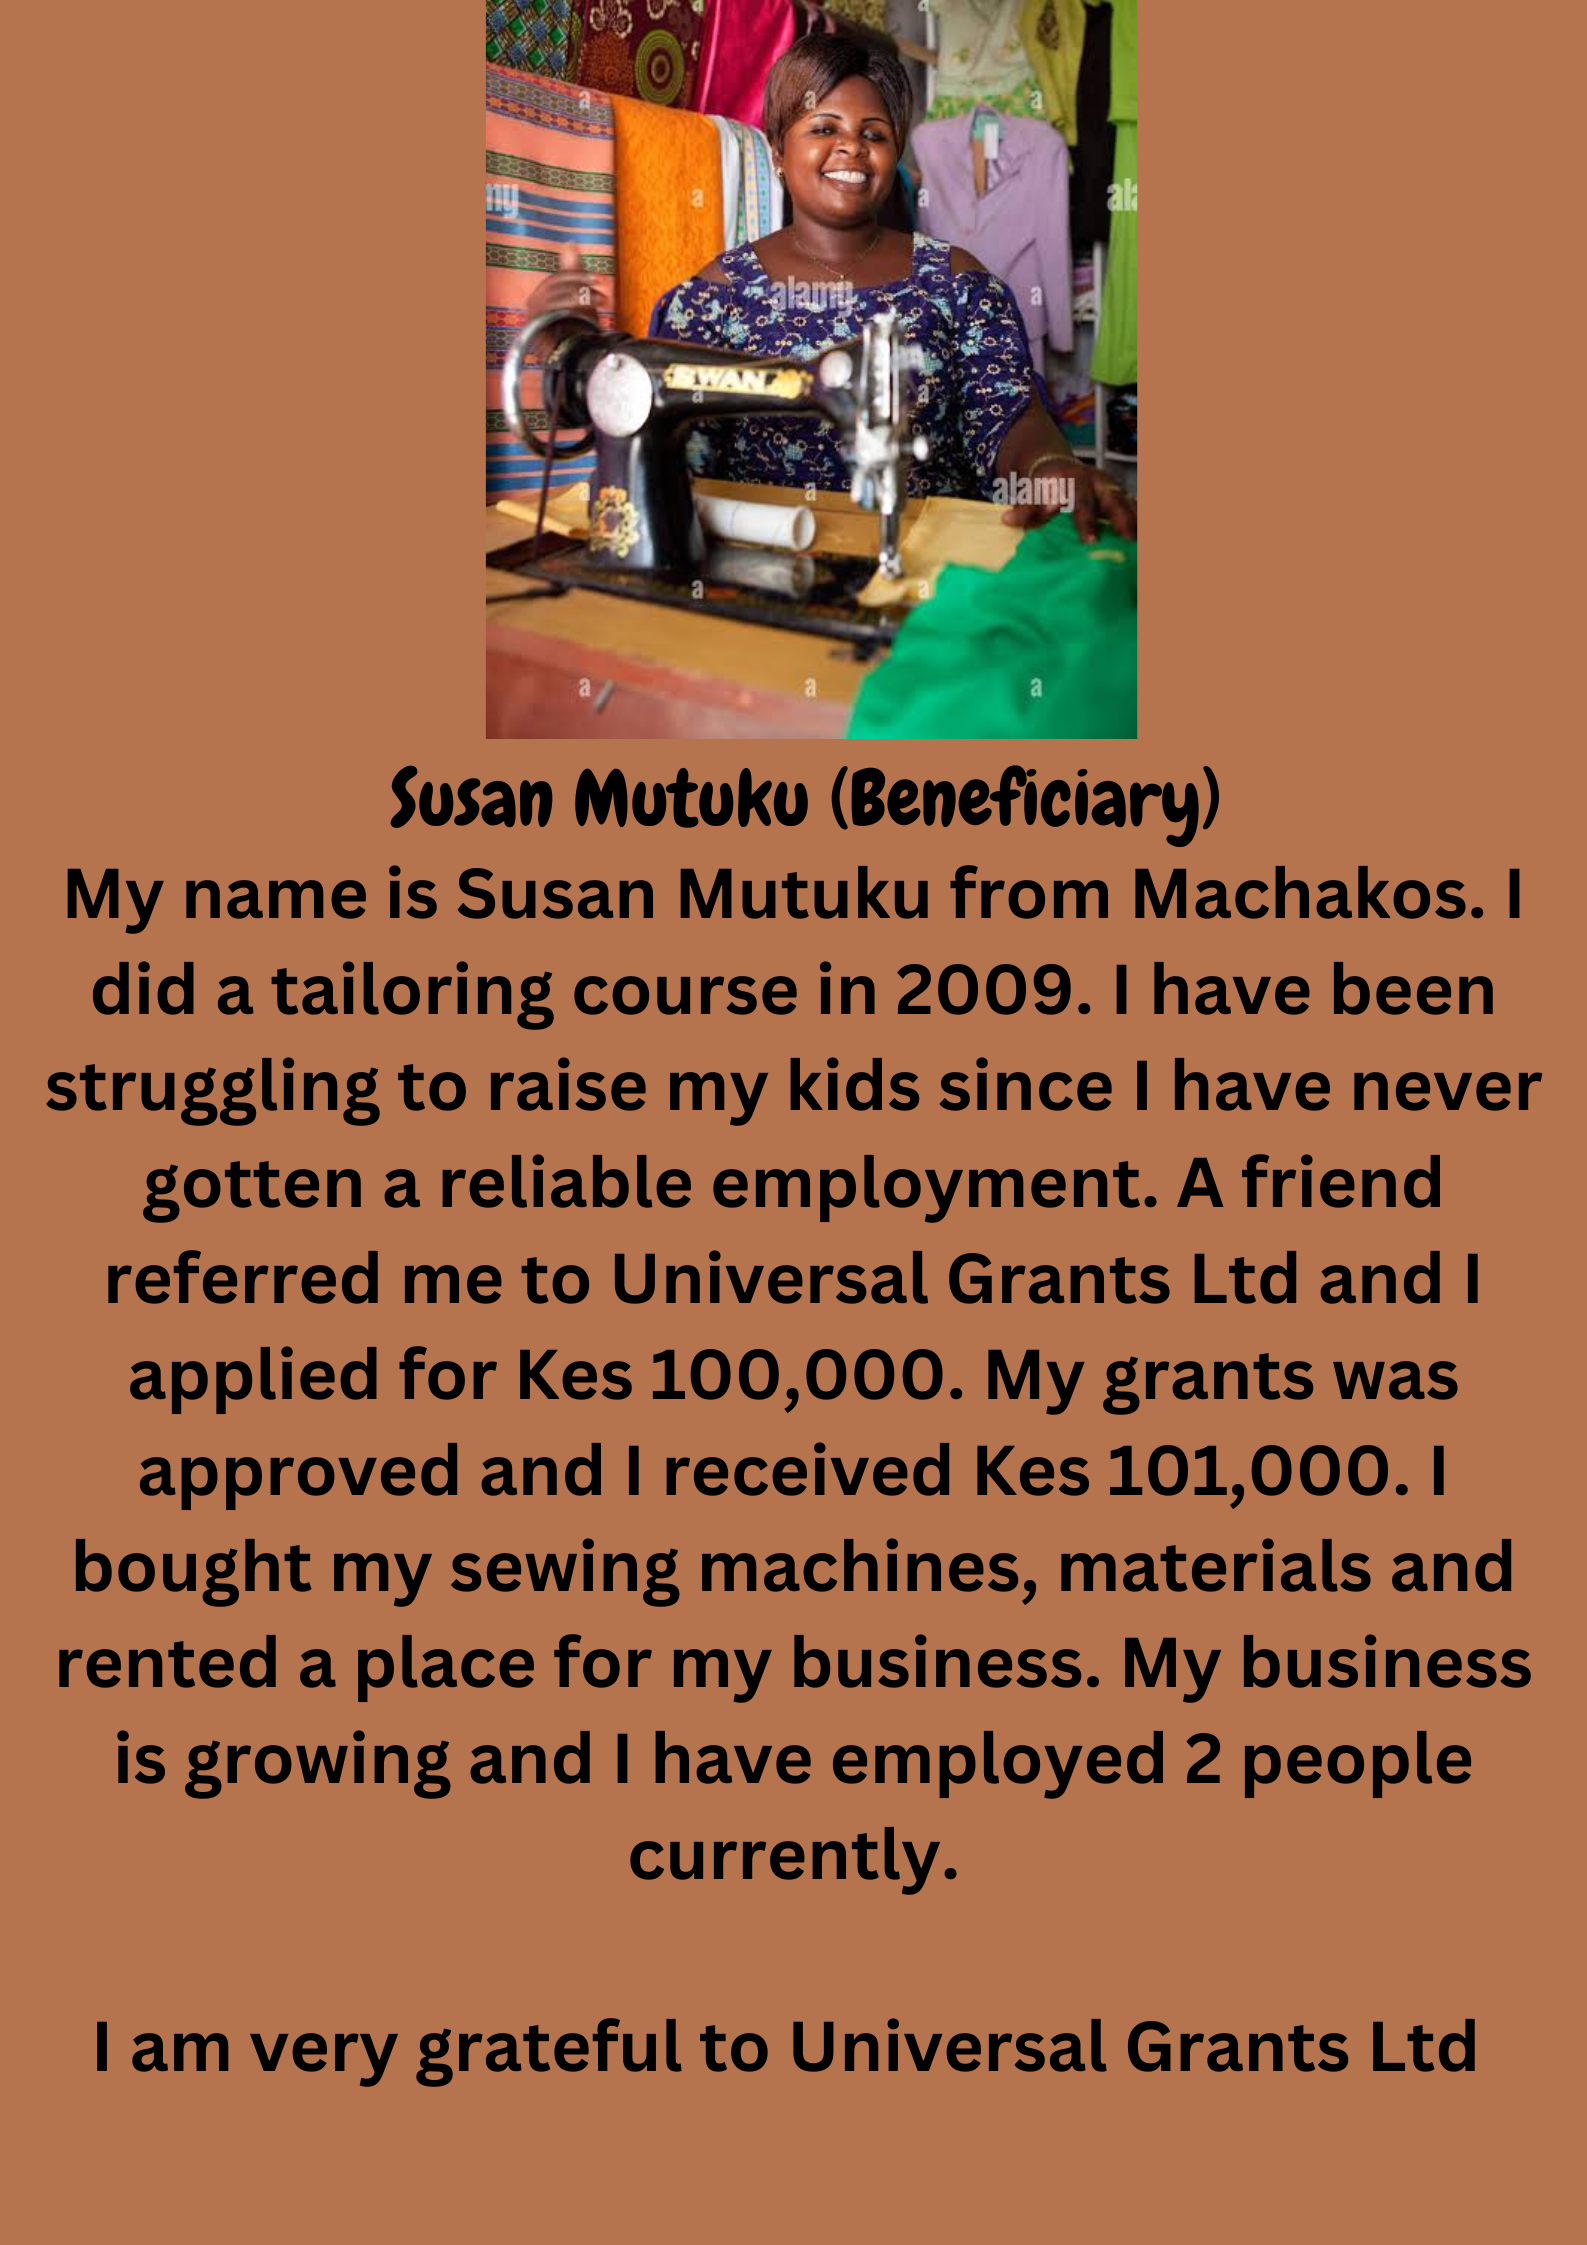 alamy
SWAN
alamy
Susan Mutuku (Beneficiary)
My name is Susan Mutuku from Machakos. I
did a tailoring course in 2009. I have been
struggling to raise my kids since I have never
gotten a reliable employment. A friend
referred me to Universal Grants Ltd and I
applied for Kes 100,000. My grants was
approved and I received Kes 101,000. I
bought my sewing machines, materials and
rented a place for my business. My business
is growing and I have employed 2 people
currently.
I am very grateful to Universal Grants Ltd